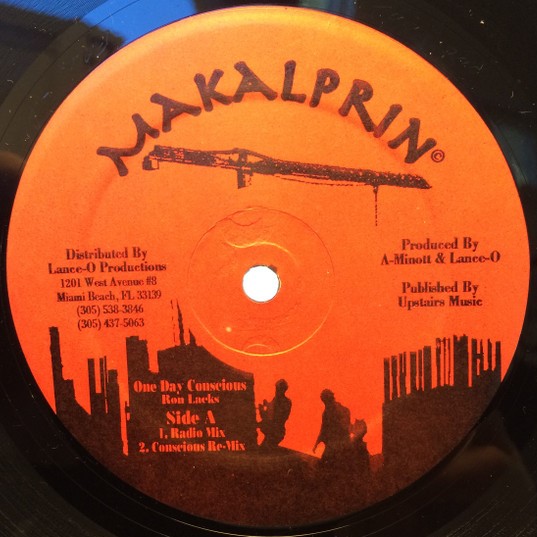 MAKALPRIN©
Distributed By
Lance-O Productions
1201 West Avenue #8
Miami Beach, FL 33139
(305) 538-3846
(305) 437-5063
Produced By
A-Minott & Lance-O
Published By
Upstairs Music
One Day Conscious
Ron Lacks
Side A
1. Radio Mix
2. Conscious Re-Mix